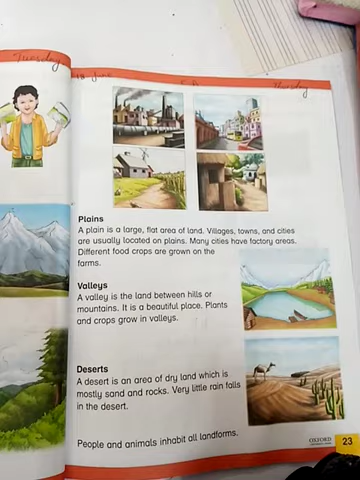 Tuesday
June
Thursday
Plains
A plain is a large, flat area of land. Villages, towns, and cities
are usually located on plains. Many cities have factory areas.
Different food crops are grown on the
farms.
Valleys
A valley is the land between hills or
mountains. It is a beautiful place. Plants
and crops grow in valleys.
Deserts
A desert is an area of dry land which is
mostly sand and rocks. Very little rain falls
in the desert.
People and animals inhabit all landforms.
OXFORD
23